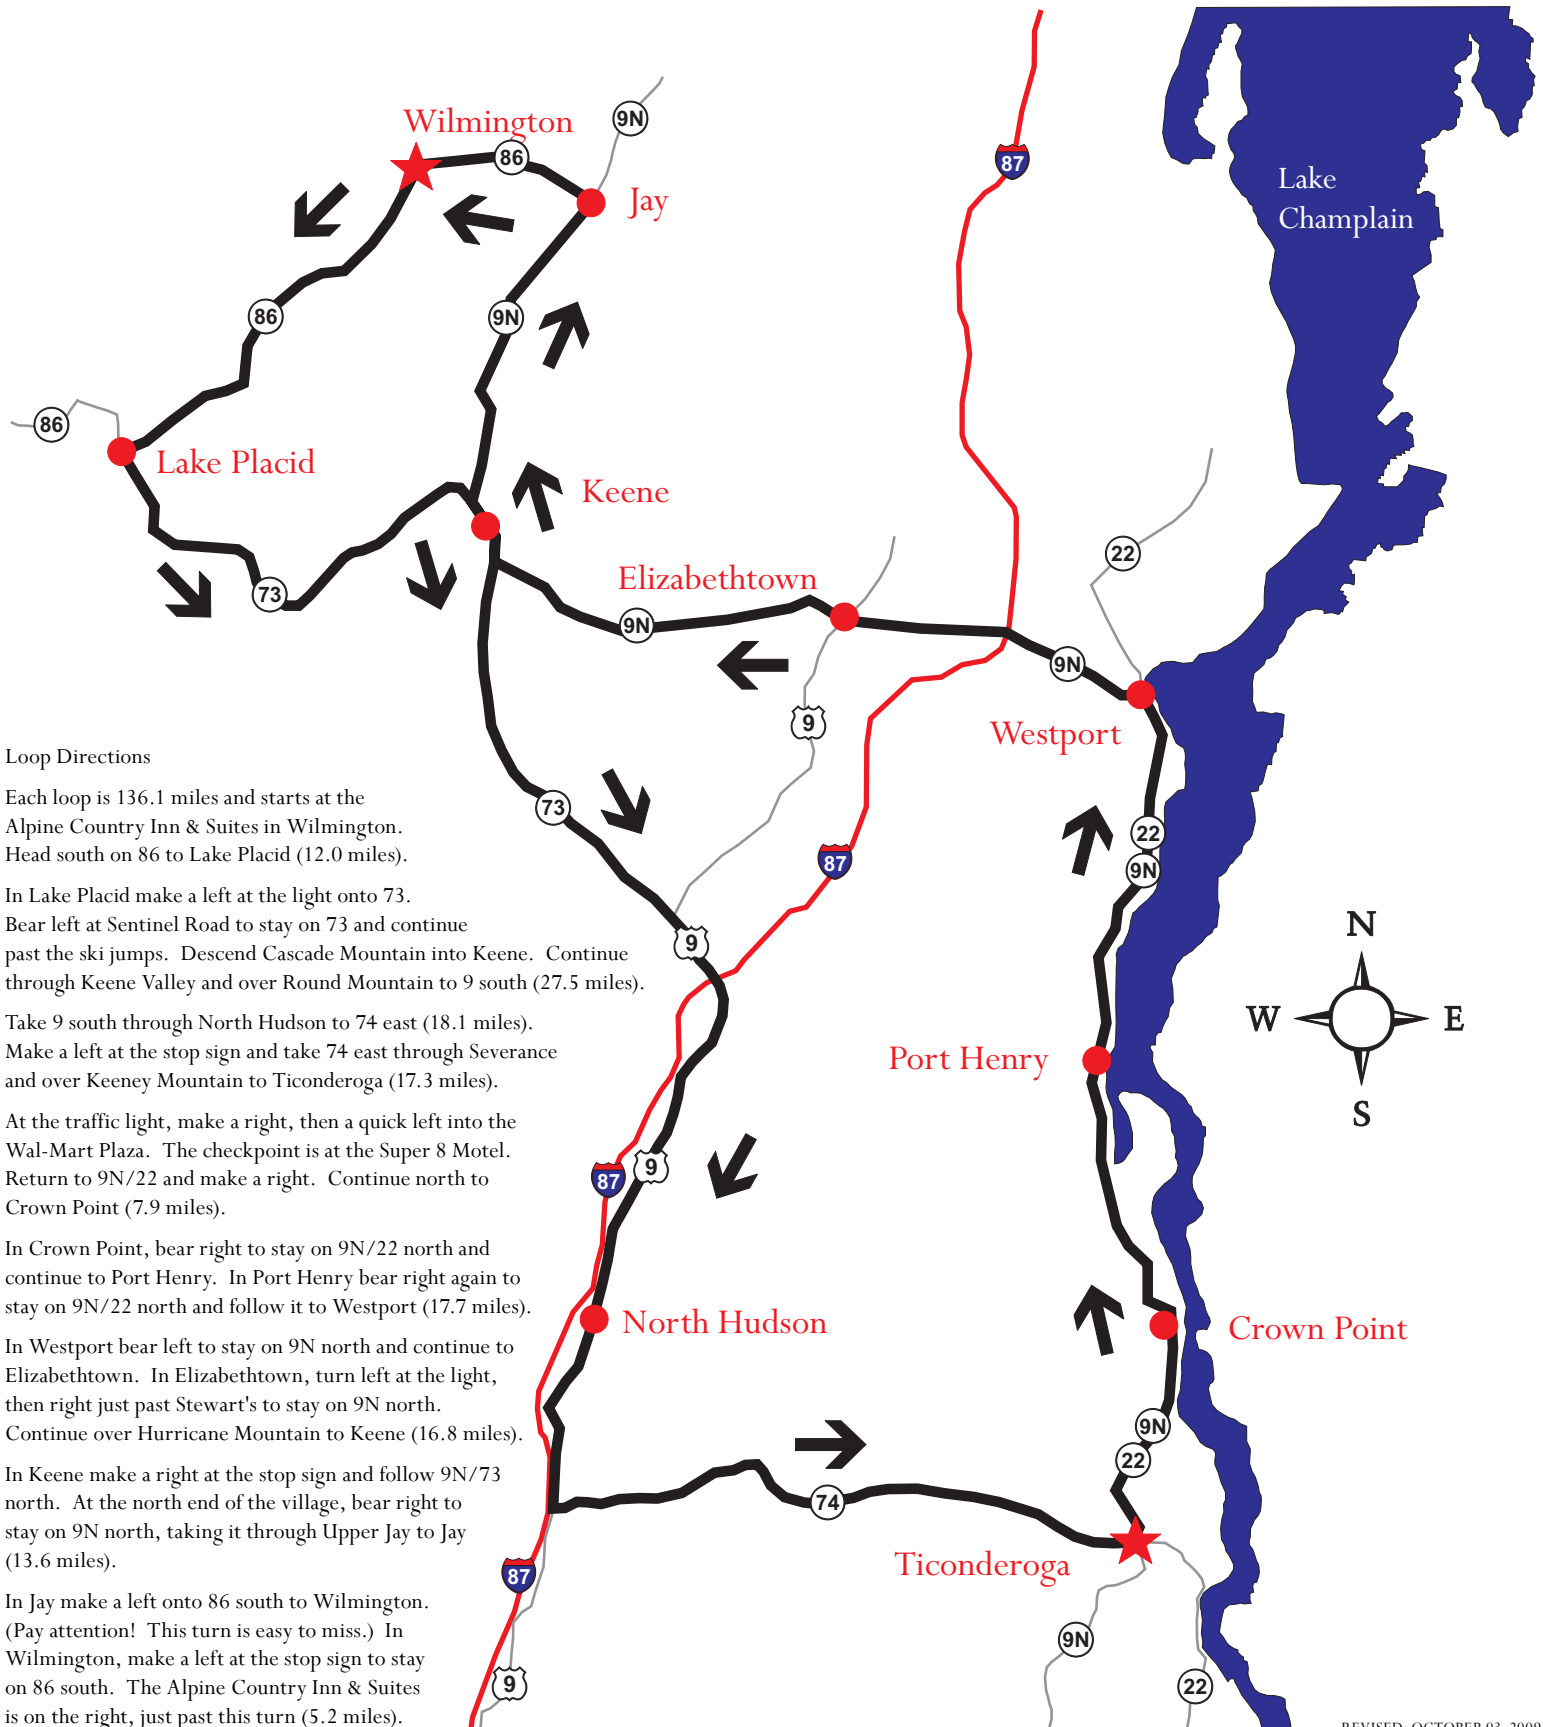 Wilmington
9N
86
87
Lake
Champlain
Jay
86
9N
86
Lake Placid
Keene
22
Elizabethtown
73
9N
9N
9
Westport
Loop Directions
Each loop is 136.1 miles and starts at the
Alpine Country Inn & Suites in Wilmington.
Head south on 86 to Lake Placid (12.0 miles).
In Lake Placid make a left at the light onto 73.
Bear left at Sentinel Road to stay on 73 and continue
past the ski jumps.  Descend Cascade Mountain into Keene.  Continue
through Keene Valley and over Round Mountain to 9 south (27.5 miles).
Take 9 south through North Hudson to 74 east (18.1 miles).
Make a left at the stop sign and take 74 east through Severance
and over Keeney Mountain to Ticonderoga (17.3 miles).
At the traffic light, make a right, then a quick left into the
Wal-Mart Plaza.  The checkpoint is at the Super 8 Motel.
Return to 9N/22 and make a right.  Continue north to
Crown Point (7.9 miles).
In Crown Point, bear right to stay on 9N/22 north and
continue to Port Henry.  In Port Henry bear right again to
stay on 9N/22 north and follow it to Westport (17.7 miles).
In Westport bear left to stay on 9N north and continue to
Elizabethtown.  In Elizabethtown, turn left at the light,
then right just past Stewart's to stay on 9N north.
Continue over Hurricane Mountain to Keene (16.8 miles).
In Keene make a right at the stop sign and follow 9N/73
north.  At the north end of the village, bear right to
stay on 9N north, taking it through Upper Jay to Jay
(13.6 miles).
In Jay make a left onto 86 south to Wilmington.
(Pay attention!  This turn is easy to miss.)  In
Wilmington, make a left at the stop sign to stay
on 86 south.  The Alpine Country Inn & Suites
is on the right, just past this turn (5.2 miles).
73
22
87
9N
9
N
W
E
S
Port Henry
9
87
North Hudson
Crown Point
9N
22
74
Ticonderoga
87
9N
9
22
REVISED OCTOBER 03, 2009